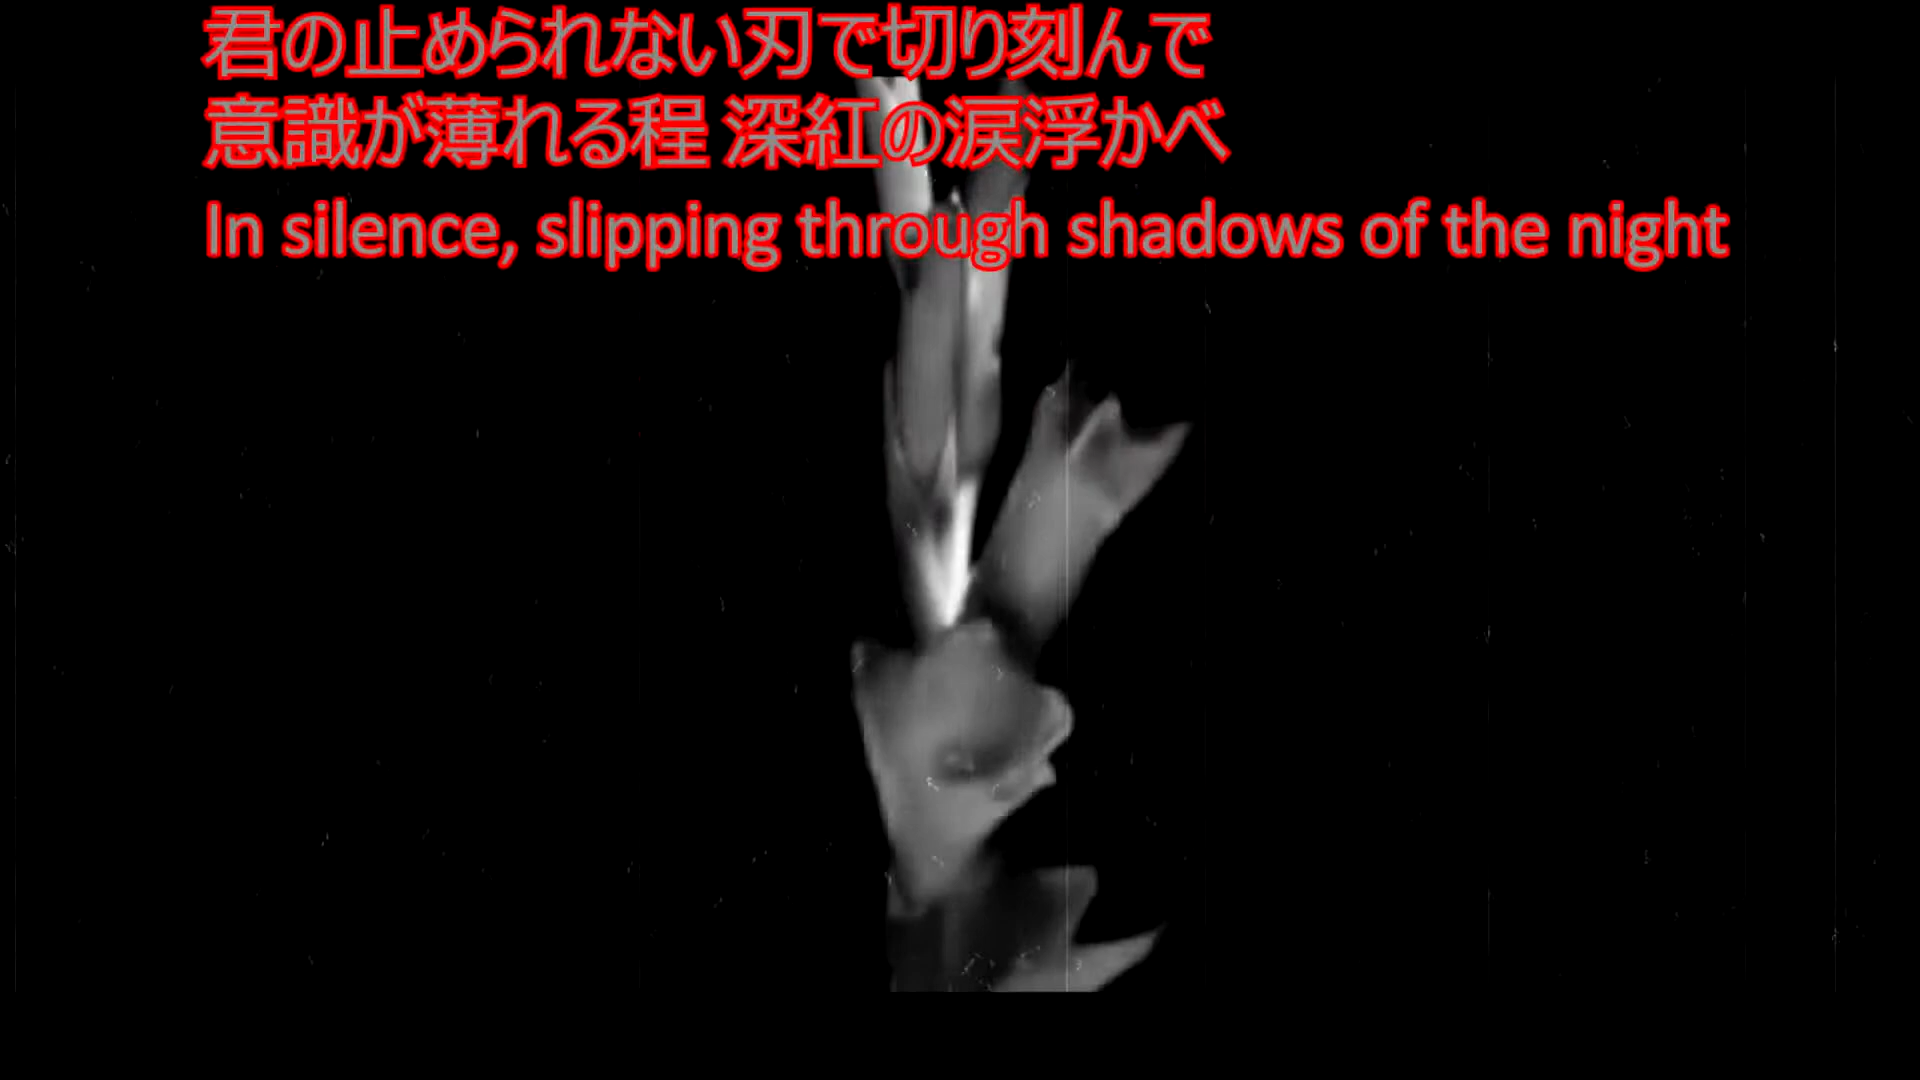 君の止められない刃で切り刻んで
意識が薄れる程 深紅の涙浮かべ
In silence, slipping through shadows of the night